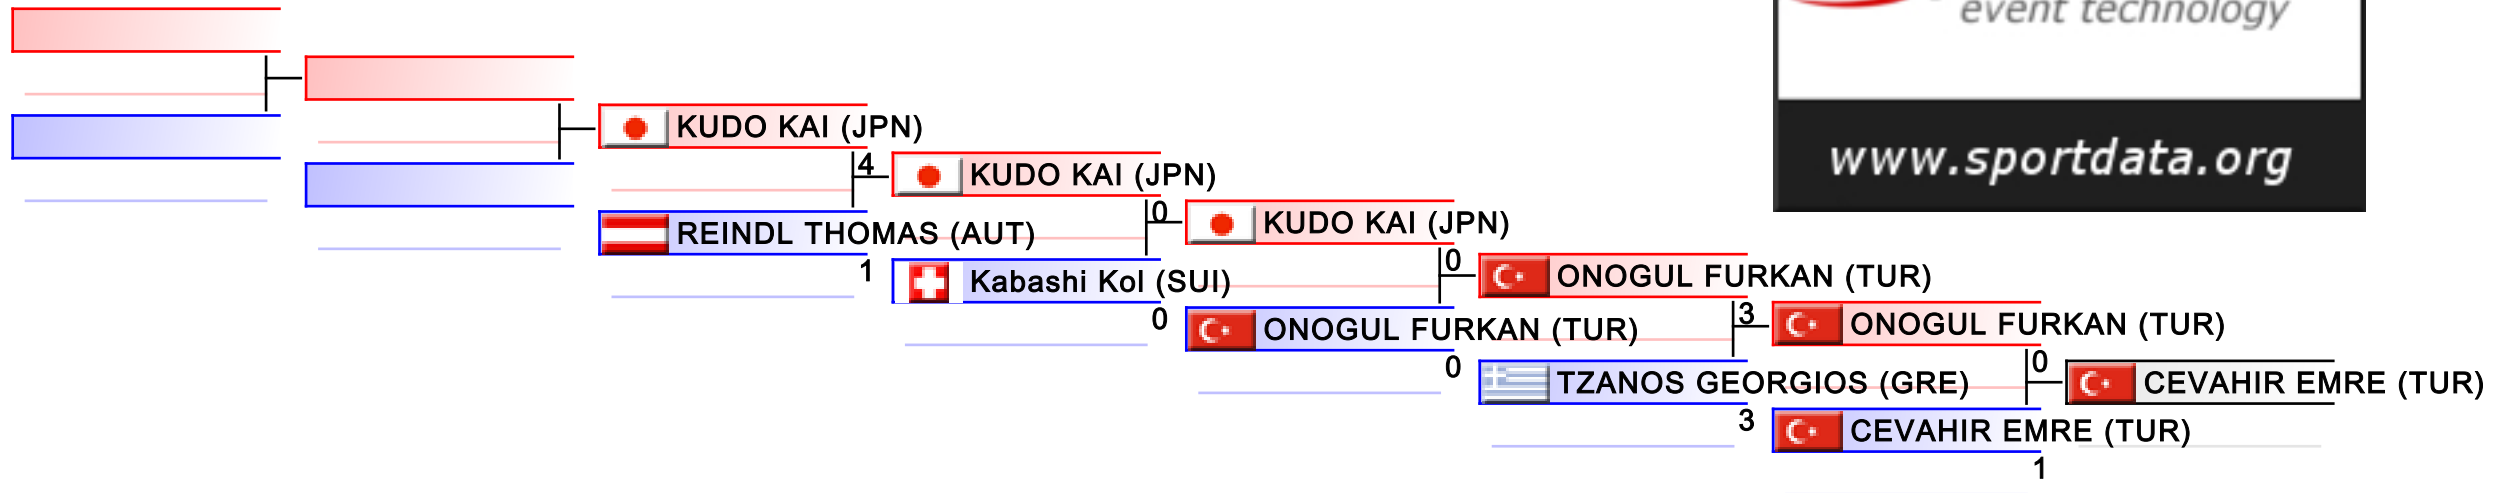 event technology
www.sportdata.org
KUDO KAI (JPN)
4
KUDO KAI (JPN)
REINDL THOMAS (AUT)
1
0
KUDO KAI (JPN)
Kabashi Kol (SUI)
0
0
ONOGUL FURKAN (TUR)
ONOGUL FURKAN (TUR)
0
3
ONOGUL FURKAN (TUR)
TZANOS GEORGIOS (GRE)
3
0
CEVAHIR EMRE (TUR)
CEVAHIR EMRE (TUR)
1